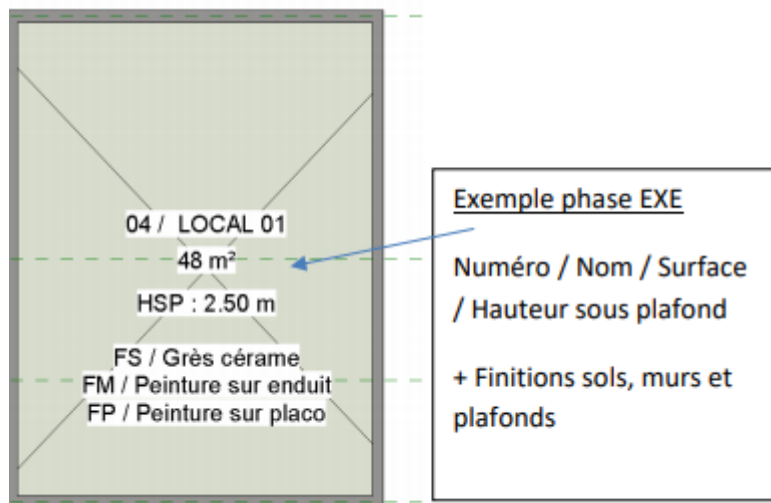 04 / LOCAL 01
48 m²
HSP : 2.50 m
FS / Grès cérame
FM / Peinture sur enduit
FP / Peinture sur placo
Exemple phase EXE
Numéro / Nom / Surface
/ Hauteur sous plafond
+ Finitions sols, murs et
plafonds